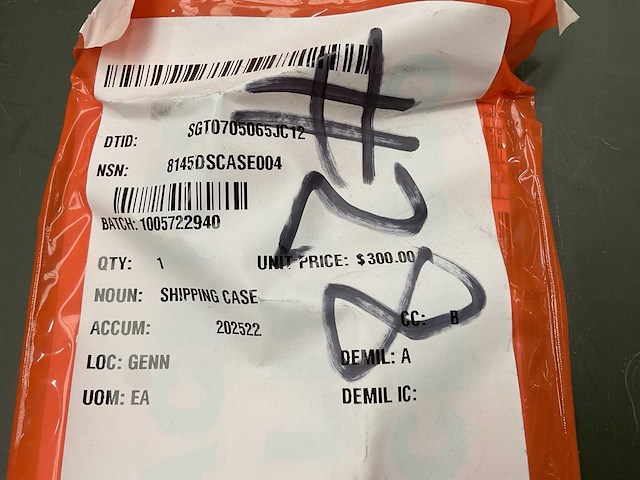 DTID: SGT0705065JC12
NSN: 8145DSCASE004
BATCH: 1005722940
QTY: 1 UNIT PRICE: $300.00
NOUN: SHIPPING CASE CC: B
ACCUM: 202522
LOC: GENN DEMIL: A
UOM: EA DEMIL IC:
#28